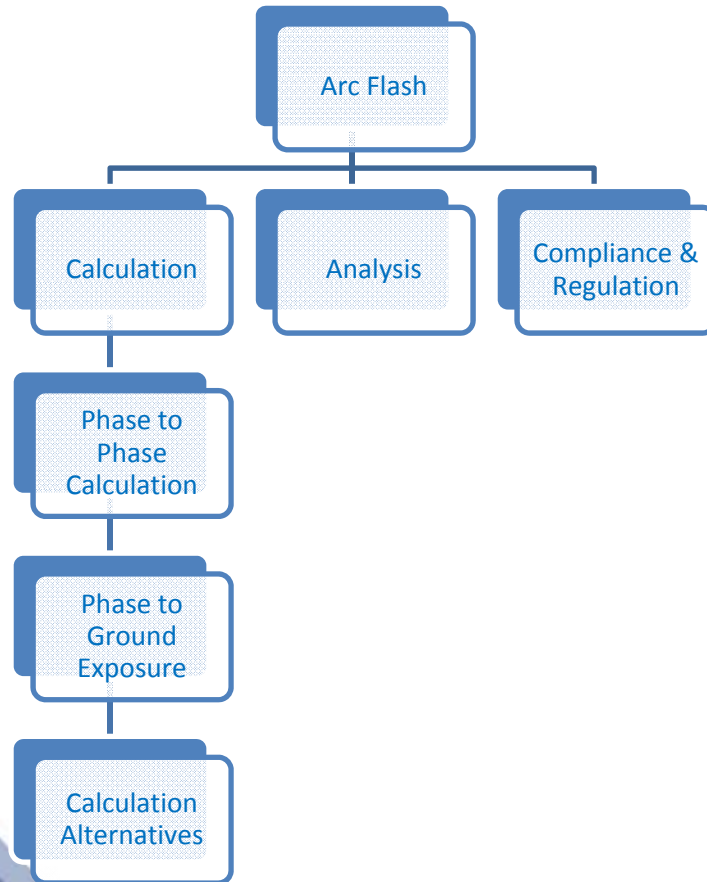 Arc Flash
Calculation
Analysis
Compliance &
Regulation
Phase to
Phase
Calculation
Phase to
Ground
Exposure
Calculation
Alternatives